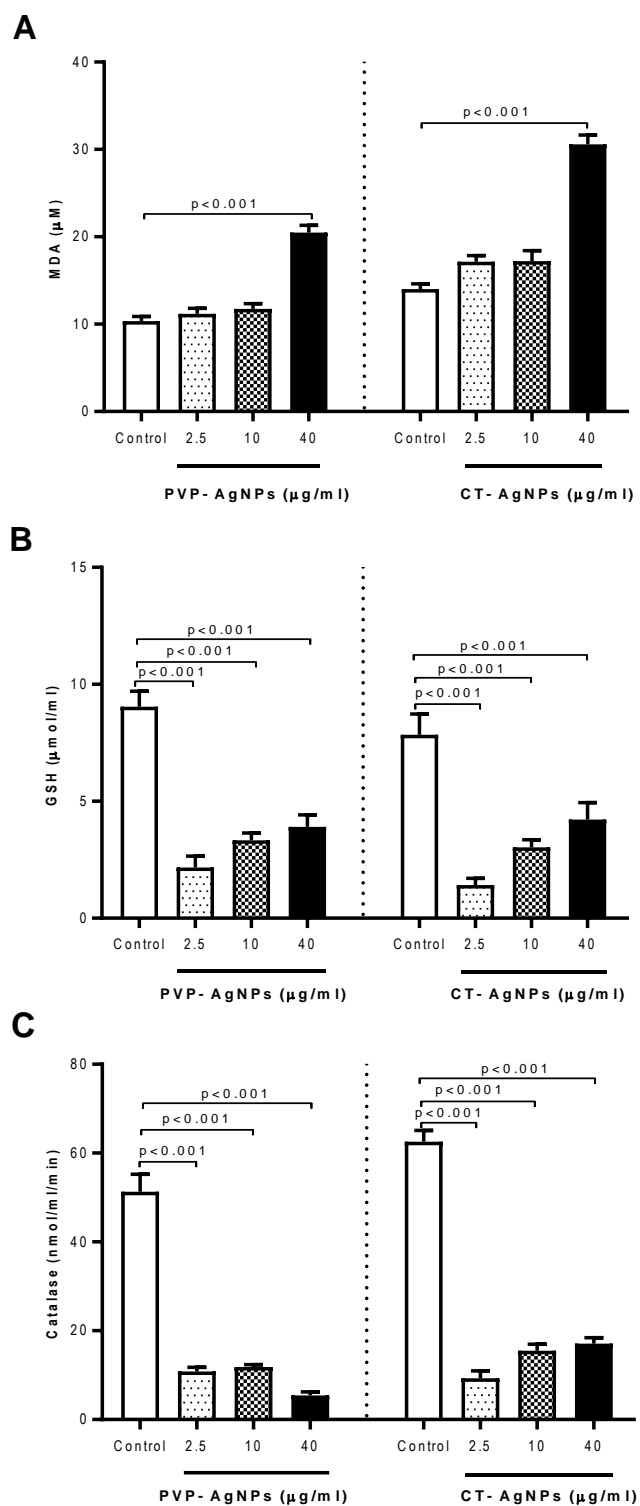 A
MDA (μM)
40
30
20
10
0
p<0.001
p<0.001
Control 2.5 10 40 Control 2.5 10 40
PVP- AgNPs (μg/ml) CT- AgNPs (μg/ml)
B
GSH (μmol/ml)
15
10
5
0
p<0.001
p<0.001
p<0.001
p<0.001
p<0.001
p<0.001
Control 2.5 10 40 Control 2.5 10 40
PVP- AgNPs (μg/ml) CT- AgNPs (μg/ml)
C
Catalase (nmol/ml/min)
80
60
40
20
0
p<0.001
p<0.001
p<0.001
p<0.001
p<0.001
p<0.001
Control 2.5 10 40 Control 2.5 10 40
PVP- AgNPs (μg/ml) CT- AgNPs (μg/ml)